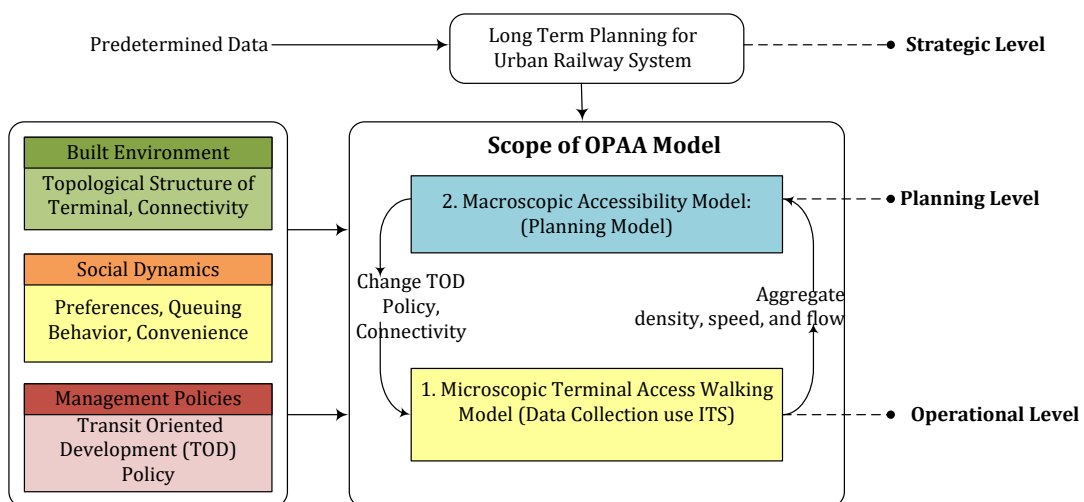 Predetermined Data
Long Term Planning for
Urban Railway System
Strategic Level
Built Environment
Topological Structure of
Terminal, Connectivity
Social Dynamics
Preferences, Queuing
Behavior, Convenience
Management Policies
Transit Oriented
Development (TOD)
Policy
Scope of OPAA Model
2. Macroscopic Accessibility Model:
(Planning Model)
Planning Level
Change TOD
Policy,
Connectivity
Aggregate
density, speed, and flow
1. Microscopic Terminal Access Walking
Model (Data Collection use ITS)
Operational Level